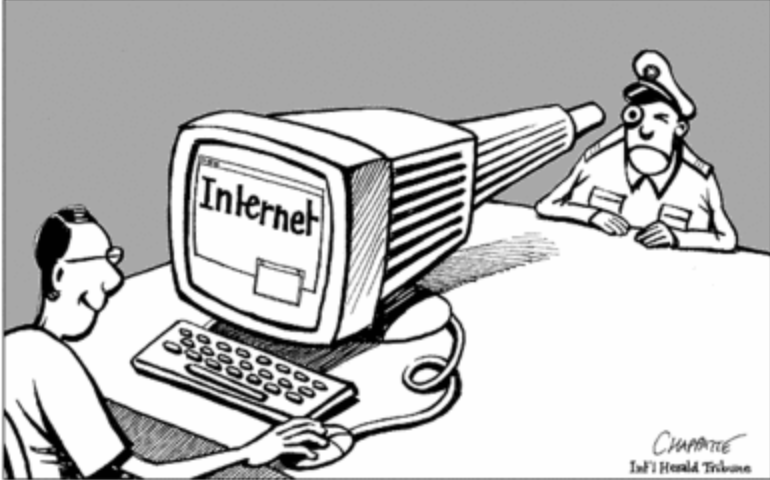 Internet
CHAPPATTE
Int'l Herald Tribune